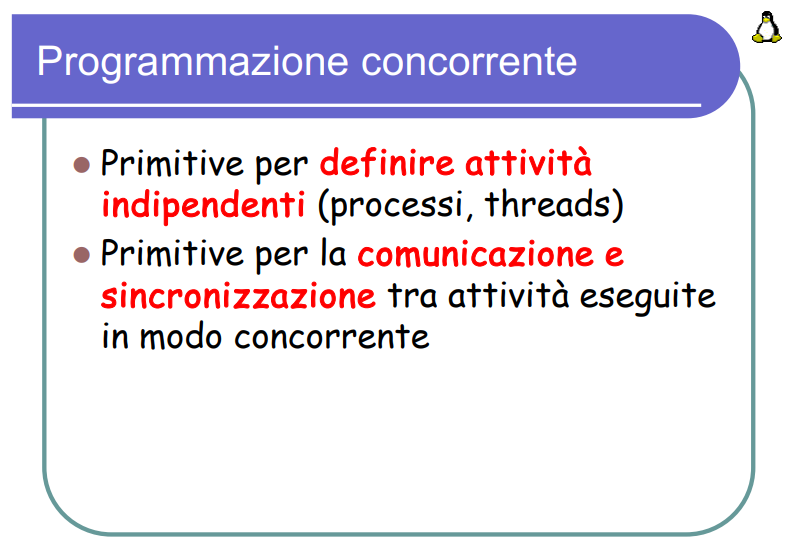 Programmazione concorrente
Primitive per definire attività
indipendenti (processi, threads)
Primitive per la comunicazione e
sincronizzazione tra attività eseguite
in modo concorrente